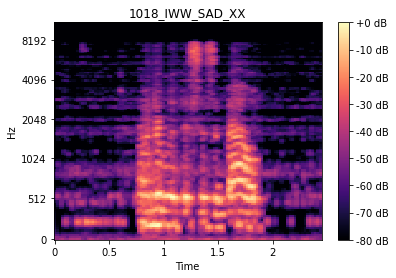 1018_IWW_SAD_XX
+0 dB
8192
-10 dB
4096
-20 dB
-30 dB
2048
Hz
-40 dB
1024
-50 dB
512
-60 dB
-70 dB
0
-80 dB
0 0.5 1 1.5 2
Time